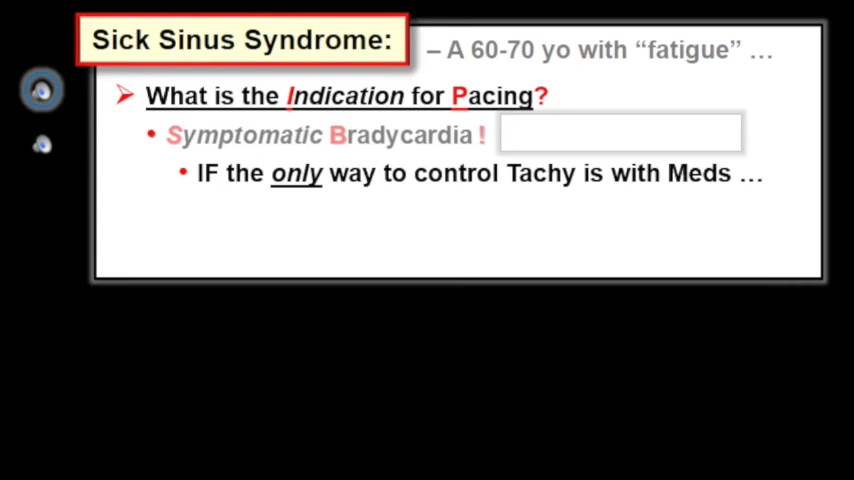 Sick Sinus Syndrome:
– A 60-70 yo with “fatigue” …
What is the Indication for Pacing?
• Symptomatic Bradycardia !
• IF the only way to control Tachy is with Meds …